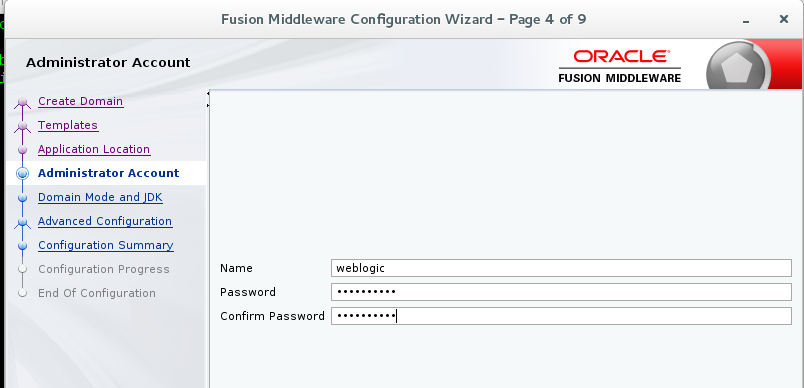 Fusion Middleware Configuration Wizard – Page 4 of 9
Administrator Account
ORACLE
FUSION MIDDLEWARE
Create Domain
Templates
Application Location
Administrator Account
Domain Mode and JDK
Advanced Configuration
Configuration Summary
Configuration Progress
End Of Configuration
Name weblogic
Password ••••••••••
Confirm Password ••••••••••